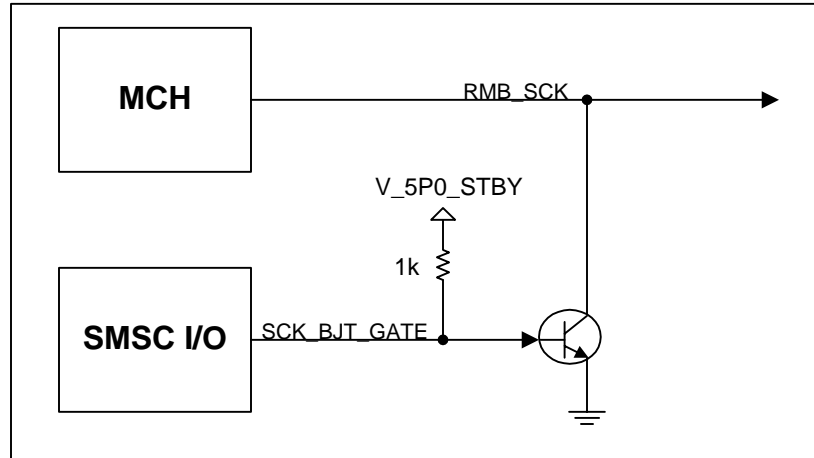 MCH
RMB_SCK
V_5P0_STBY
1k
SMSC I/O
SCK_BJT_GATE